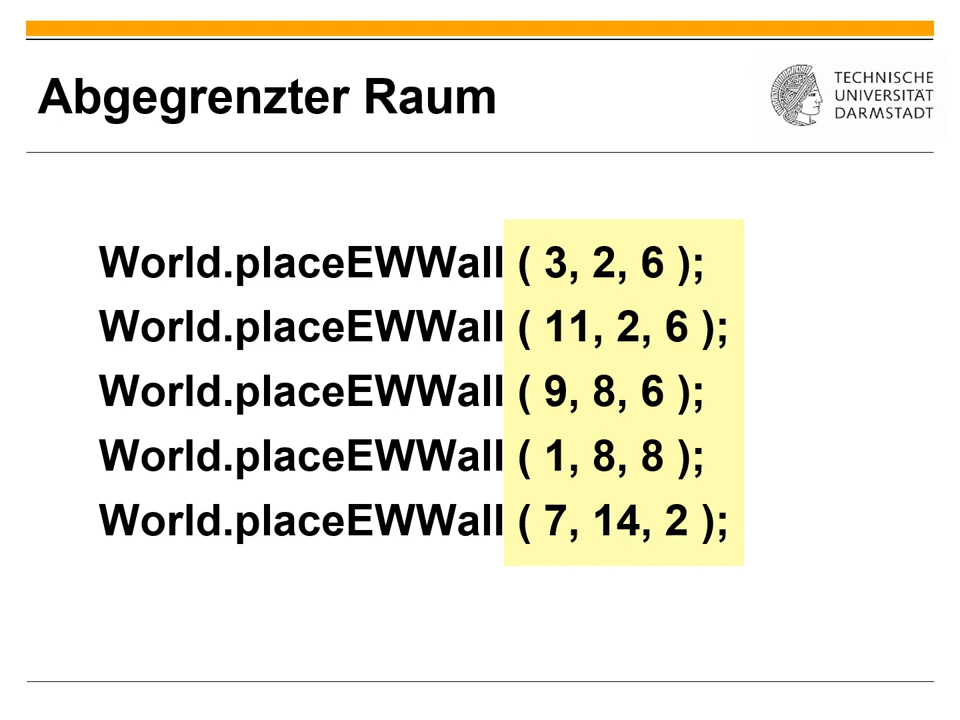 Abgegrenzter Raum
TECHNISCHE
UNIVERSITÄT
DARMSTADT
World.placeEWWall ( 3, 2, 6 );
World.placeEWWall ( 11, 2, 6 );
World.placeEWWall ( 9, 8, 6 );
World.placeEWWall ( 1, 8, 8 );
World.placeEWWall ( 7, 14, 2 );